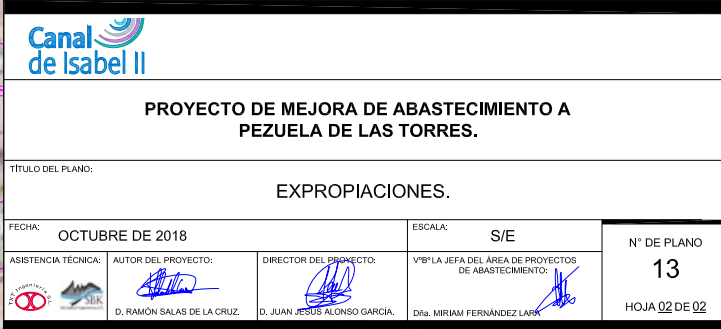 Canal
de Isabel II
PROYECTO DE MEJORA DE ABASTECIMIENTO A
PEZUELA DE LAS TORRES.
TÍTULO DEL PLANO:
EXPROPIACIONES.
FECHA:
OCTUBRE DE 2018
ESCALA:
S/E
Nº DE PLANO
13
HOJA 02 DE 02
ASISTENCIA TÉCNICA:
TXT Ingeniería S.L.
SBK
AUTOR DEL PROYECTO:
D. RAMÓN SALAS DE LA CRUZ.
DIRECTOR DEL PROYECTO:
D. JUAN JESÚS ALONSO GARCÍA.
VºBº LA JEFA DEL ÁREA DE PROYECTOS
DE ABASTECIMIENTO:
Dña. MIRIAM FERNÁNDEZ LARA